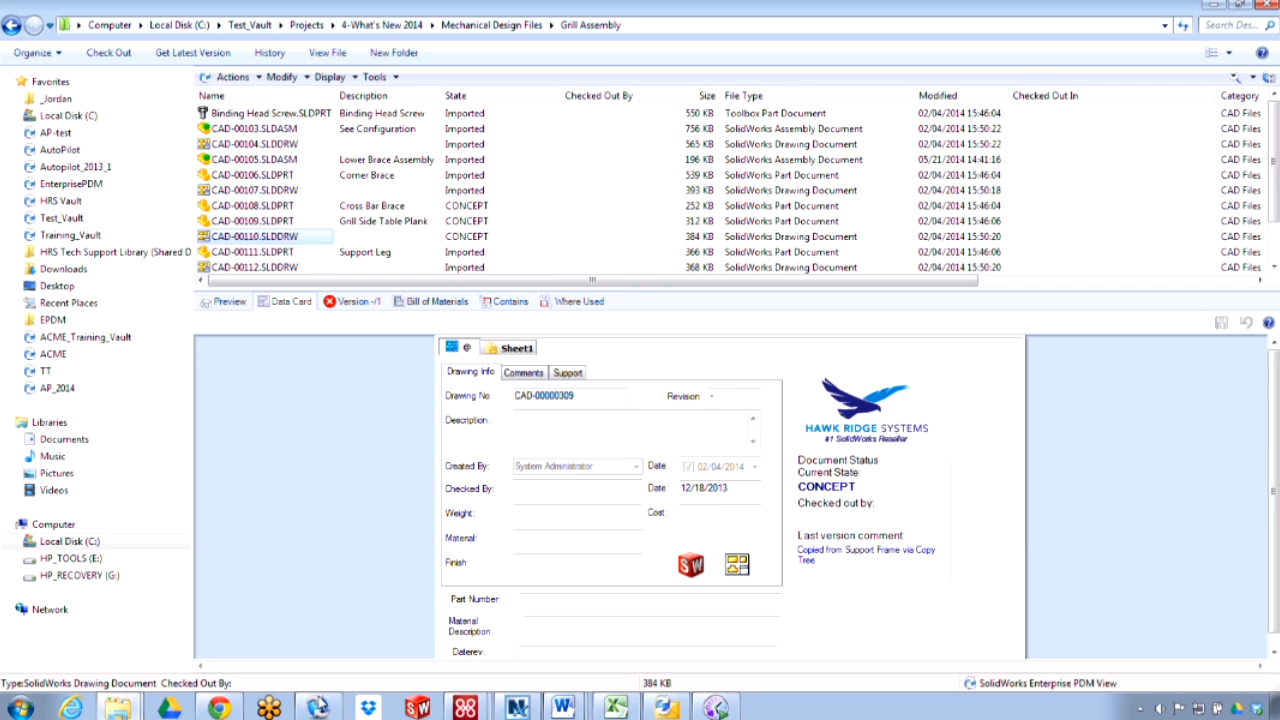 Computer Local Disk (C:) Test_Vault Projects 4-What's New 2014 Mechanical Design Files Grill Assembly Search Des...
Organize Check Out Get Latest Version History View File New Folder
Favorites
_Jordan
Local Disk (C)
AP-test
AutoPilot
Autopilot_2013_1
EnterprisePDM
HRS Vault
Test_Vault
Training_Vault
HRS Tech Support Library (Shared D
Downloads
Desktop
Recent Places
EPDM
ACME_Training_Vault
ACME
TT
AP_2014
Libraries
Documents
Music
Pictures
Videos
Computer
Local Disk (C:)
HP_TOOLS (E:)
HP_RECOVERY (G:)
Network
Actions Modify Display Tools
Name Description State Checked Out By Size File Type Modified Checked Out In Category
Binding Head Screw.SLDPRT Binding Head Screw Imported 550 KB Toolbox Part Document 02/04/2014 15:46:04 CAD Files
CAD-00103.SLDASM See Configuration Imported 756 KB SolidWorks Assembly Document 02/04/2014 15:50:22 CAD Files
CAD-00104.SLDDRW Imported 565 KB SolidWorks Drawing Document 02/04/2014 15:50:22 CAD Files
CAD-00105.SLDASM Lower Brace Assembly Imported 196 KB SolidWorks Assembly Document 05/21/2014 14:41:16 CAD Files
CAD-00106.SLDPRT Corner Brace Imported 539 KB SolidWorks Part Document 02/04/2014 15:46:04 CAD Files
CAD-00107.SLDDRW Imported 393 KB SolidWorks Drawing Document 02/04/2014 15:50:18 CAD Files
CAD-00108.SLDPRT Cross Bar Brace CONCEPT 252 KB SolidWorks Part Document 02/04/2014 15:46:04 CAD Files
CAD-00109.SLDPRT Grill Side Table Plank CONCEPT 312 KB SolidWorks Part Document 02/04/2014 15:46:06 CAD Files
CAD-00110.SLDDRW CONCEPT 384 KB SolidWorks Drawing Document 02/04/2014 15:50:20 CAD Files
CAD-00111.SLDPRT Support Leg Imported 366 KB SolidWorks Part Document 02/04/2014 15:46:06 CAD Files
CAD-00112.SLDDRW Imported 368 KB SolidWorks Drawing Document 02/04/2014 15:50:20 CAD Files
Preview Data Card Version -/1 Bill of Materials Contains Where Used
@ Sheet1
Drawing Info Comments Support
Drawing No CAD-00000309 Revision -
Description:
Created By: System Administrator Date 02/04/2014
Checked By: Date: 12/18/2013
Weight: Cost:
Material:
Finish
Part Number:
Material Description
Daterev:
HAWK RIDGE SYSTEMS
#1 SolidWorks Reseller
Document Status
Current State:
CONCEPT
Checked out by:
Last version comment:
Copied from Support Frame via Copy
Tree
Type:SolidWorks Drawing Document Checked Out By: 384 KB SolidWorks Enterprise PDM View